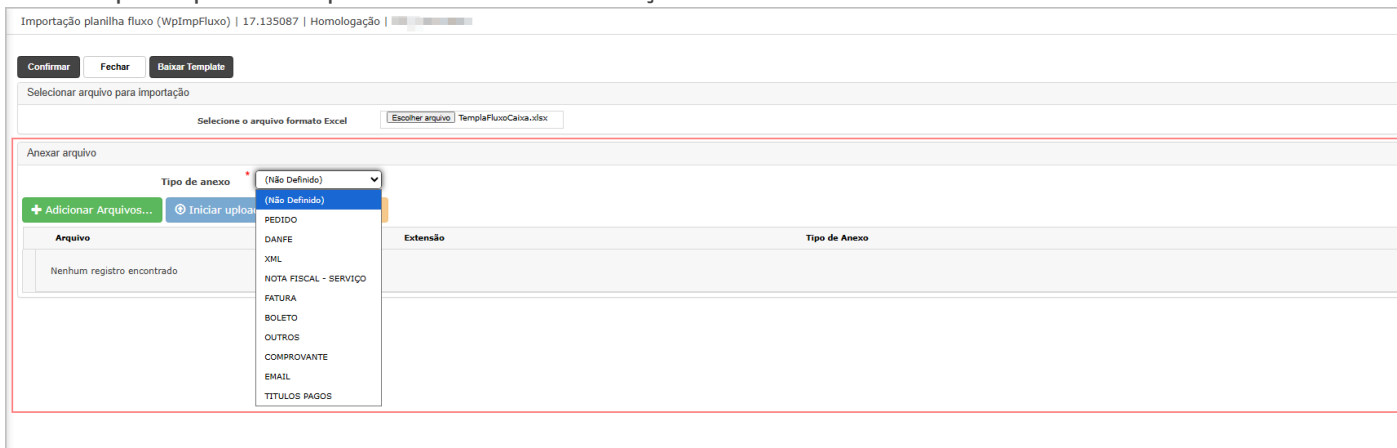 Importação planilha fluxo (WpImpFluxo) | 17.135087 | Homologação |
Confirmar Fechar Baixar Template
Selecionar arquivo para importação
Selecione o arquivo formato Excel Escolher arquivo TemplaFluxoCaixa.xlsx
Anexar arquivo
Tipo de anexo * (Não Definido)
(Não Definido)
+ Adicionar Arquivos... Iniciar uploa
PEDIDO
Arquivo DANFE Extensão Tipo de Anexo
XML
Nenhum registro encontrado
NOTA FISCAL - SERVIÇO
FATURA
BOLETO
OUTROS
COMPROVANTE
EMAIL
TITULOS PAGOS